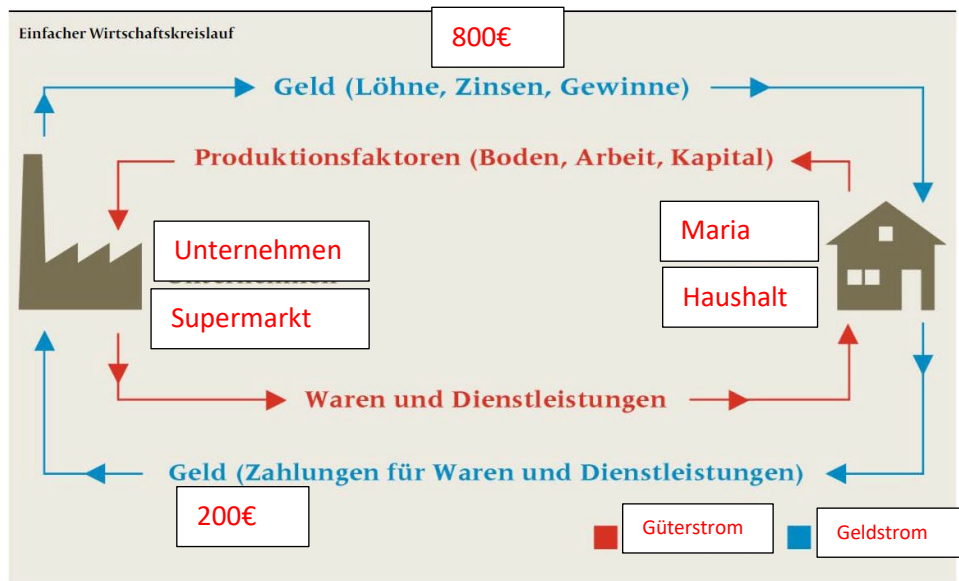 Einfacher Wirtschaftskreislauf
800€
Geld (Löhne, Zinsen, Gewinne)
Produktionsfaktoren (Boden, Arbeit, Kapital)
Unternehmen
Supermarkt
Maria
Haushalt
Waren und Dienstleistungen
Geld (Zahlungen für Waren und Dienstleistungen)
200€
Güterstrom
Geldstrom